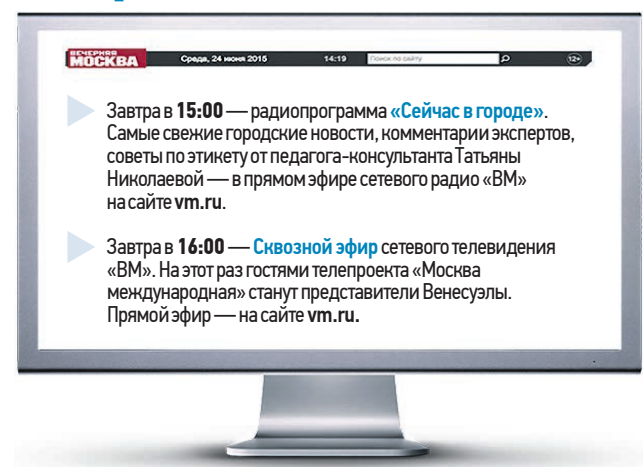 ВЕЧЕРНЯЯ
МОСКВА
Среда, 24 июня 2015
14:19
Поиск по сайту
12+
Завтра в 15:00 — радиопрограмма «Сейчас в городе».
Самые свежие городские новости, комментарии экспертов,
советы по этикету от педагога-консультанта Татьяны
Николаевой — в прямом эфире сетевого радио «ВМ»
на сайте vm.ru.
Завтра в 16:00 — Сквозной эфир сетевого телевидения
«ВМ». На этот раз гостями телепроекта «Москва
международная» станут представители Венесуэлы.
Прямой эфир — на сайте vm.ru.